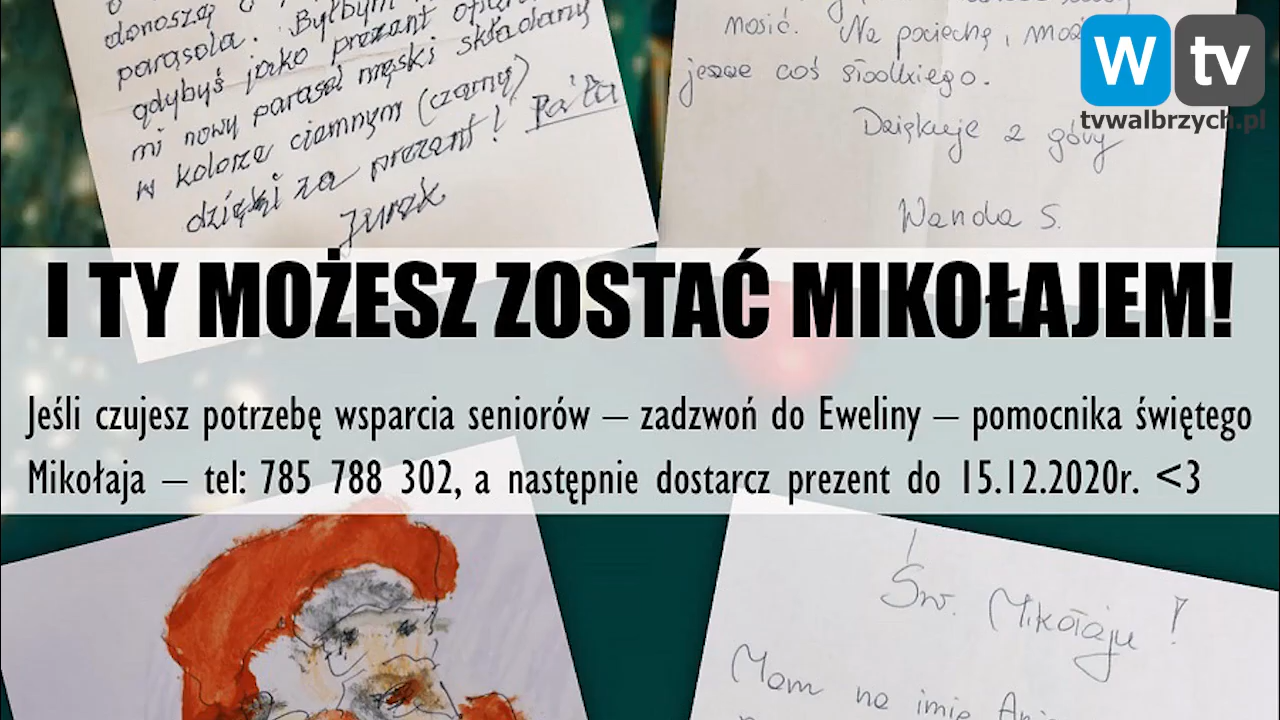 donoszą o
parasola. Byłbym
gdybyś jako prezent
mi nowy parasol męski składany
w kolorze ciemnym (czarny)
dzięki za prezent!
Jurek
nosić. Na pociechę, może
jeszcze coś słodkiego.
Dziękuje z góry
Wanda S.
W tv
tvwalbrzych.pl
I TY MOŻESZ ZOSTAĆ MIKOŁAJEM!
Jeśli czujesz potrzebę wsparcia seniorów – zadzwoń do Eweliny – pomocnika świętego
Mikołaja – tel: 785 788 302, a następnie dostarcz prezent do 15.12.2020r. <3
Św. Mikołaju!
Mam na imię